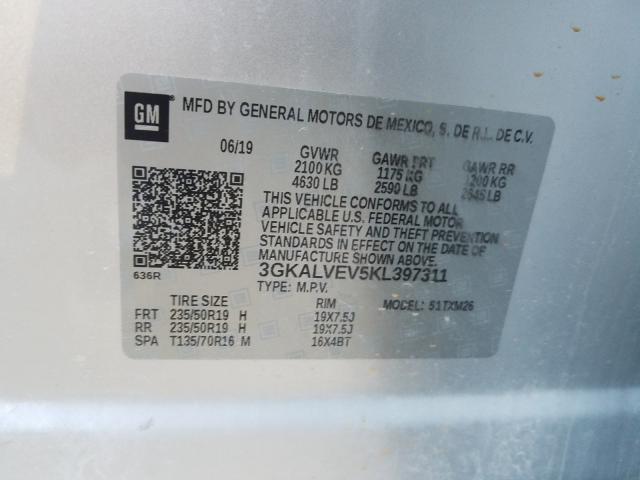 GM ® MFD BY GENERAL MOTORS DE MEXICO, S. DE R.L. DE C.V.
06/19 GVWR GAWR FRT GAWR RR
2100 KG 1175 KG 1200 KG
4630 LB 2590 LB 2645 LB
THIS VEHICLE CONFORMS TO ALL
APPLICABLE U.S. FEDERAL MOTOR
VEHICLE SAFETY AND THEFT PREVENTION
STANDARDS IN EFFECT ON THE DATE OF
MANUFACTURE SHOWN ABOVE.
636R 3GKALVEV5KL397311
TYPE: M.P.V. MODEL: 51TXM26
TIRE SIZE RIM
FRT 235/50R19 H 19X7.5J
RR 235/50R19 H 19X7.5J
SPA T135/70R16 M 16X4BT